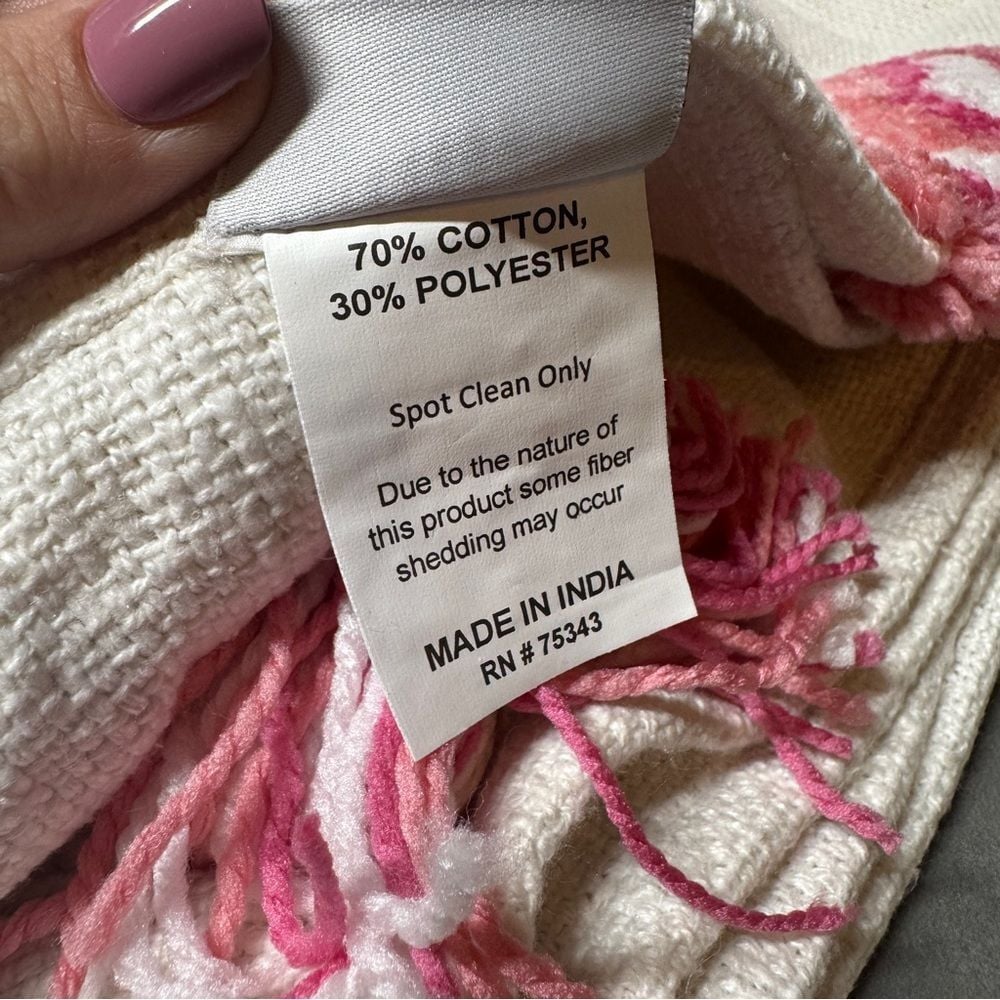 70% COTTON,
30% POLYESTER
Spot Clean Only
Due to the nature of
this product some fiber
shedding may occur
MADE IN INDIA
RN # 75343